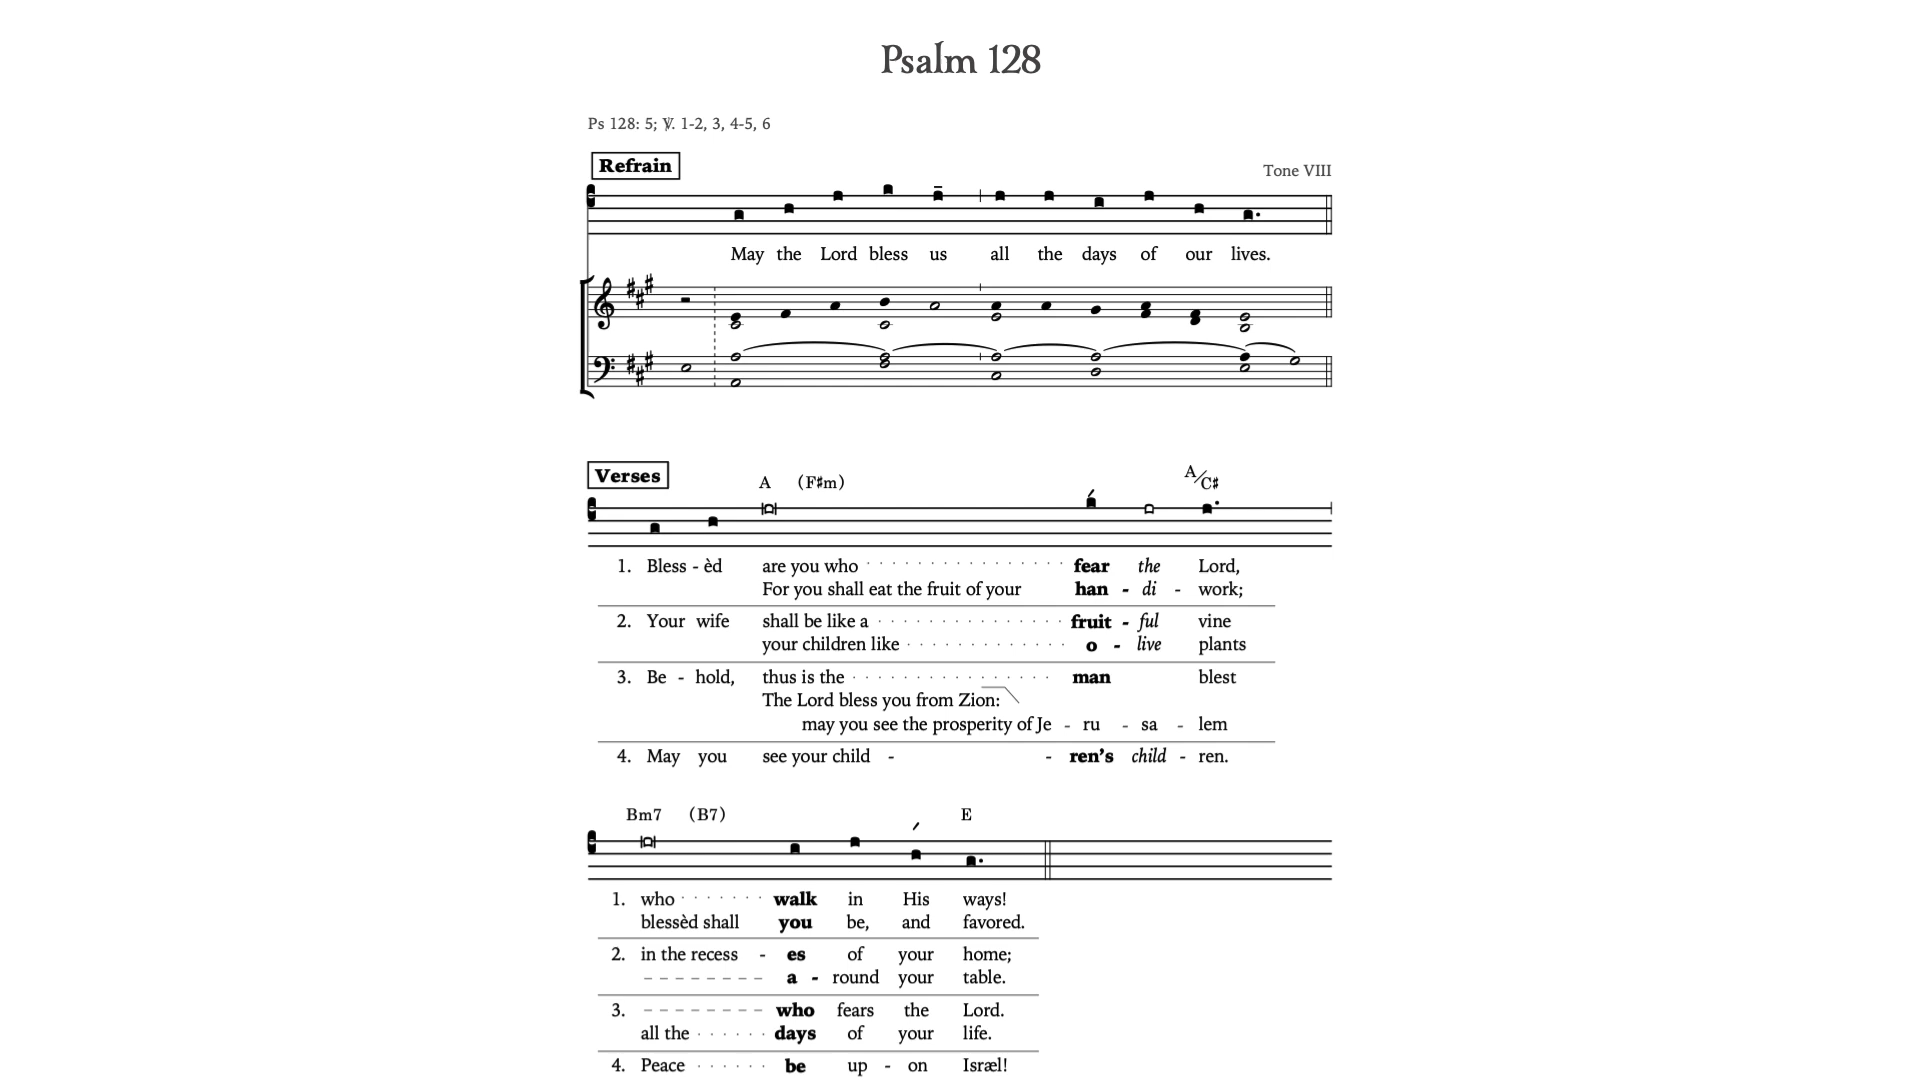 Psalm 128
Ps 128: 5; ℣. 1-2, 3, 4-5, 6
Refrain
Tone VIII
May the Lord bless us all the days of our lives.
Verses
A (F♯m) A/C♯
1. Bless - èd are you who fear the Lord,
For you shall eat the fruit of your han - di - work;
2. Your wife shall be like a fruit - ful vine
your children like o - live plants
3. Be - hold, thus is the man blest
The Lord bless you from Zion:
may you see the prosperity of Je - ru - sa - lem
4. May you see your child - - ren's child - ren.
Bm7 (B7) E
1. who walk in His ways!
blessèd shall you be, and favored.
2. in the recess - es of your home;
a - round your table.
3. who fears the Lord.
all the days of your life.
4. Peace be up - on Isræl!